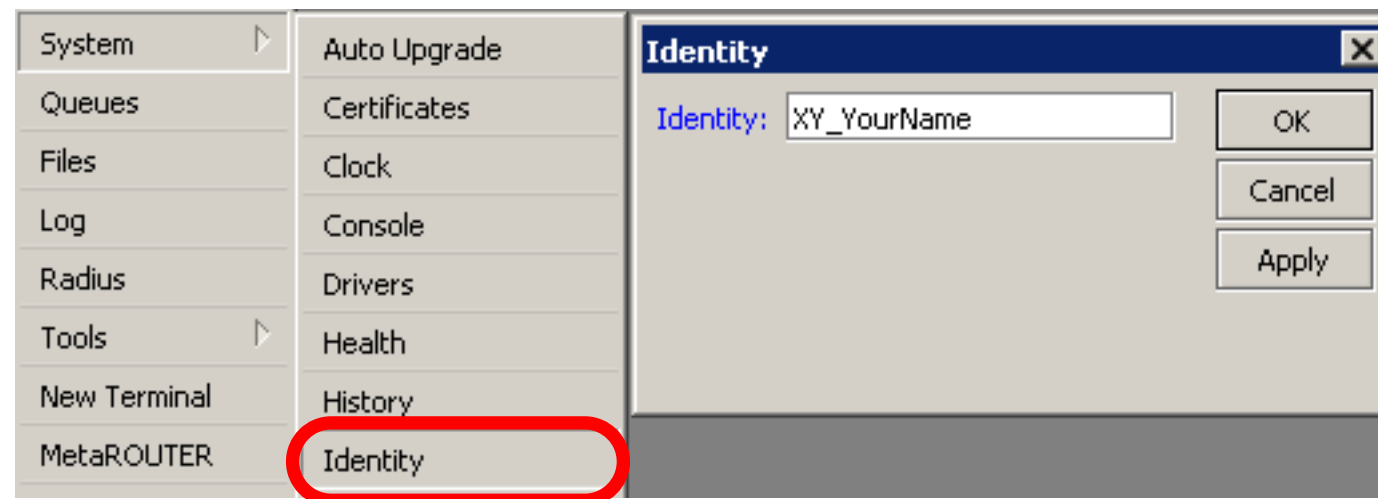 System
Queues
Files
Log
Radius
Tools
New Terminal
MetaROUTER
Auto Upgrade
Certificates
Clock
Console
Drivers
Health
History
Identity
Identity
Identity: XY_YourName
OK
Cancel
Apply